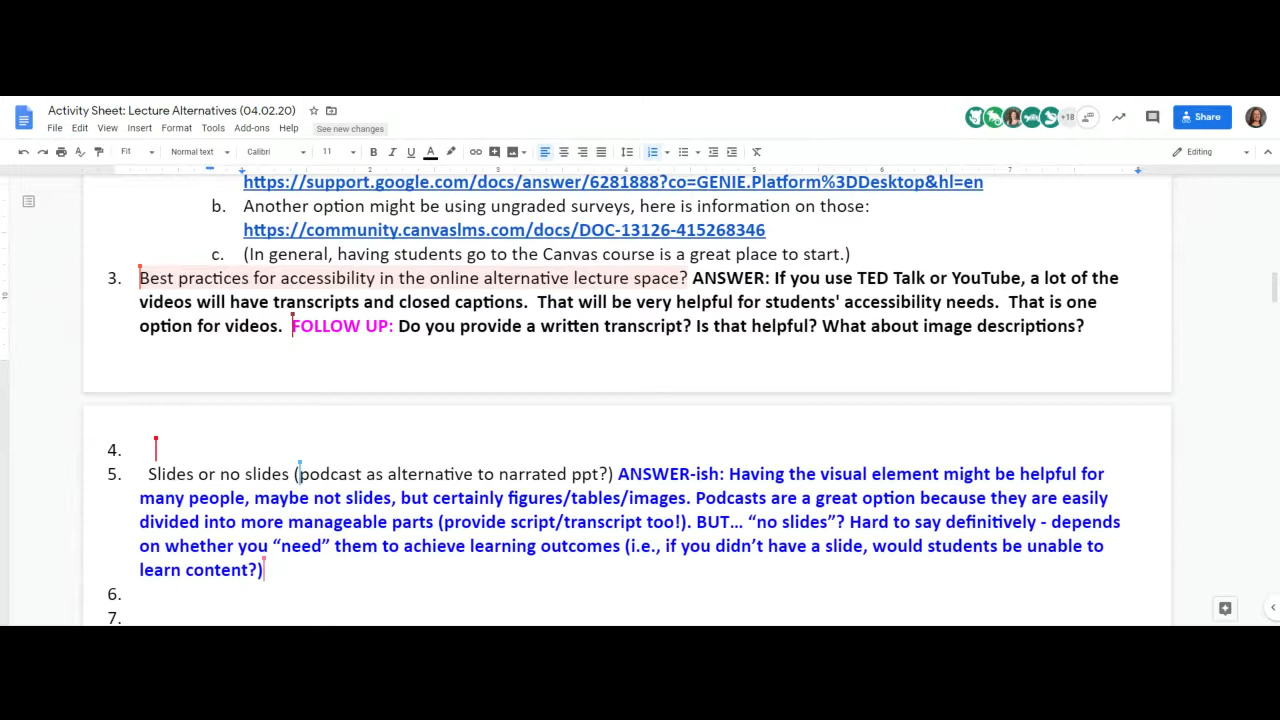 Activity Sheet: Lecture Alternatives (04.02.20)
File Edit View Insert Format Tools Add-ons Help See new changes
+18
Share
Fit Normal text Calibri 11 B I U A Editing
2 6 7
https://support.google.com/docs/answer/6281888?co=GENIE.Platform%3DDesktop&hl=en
b. Another option might be using ungraded surveys, here is information on those:
https://community.canvaslms.com/docs/DOC-13126-415268346
c. (In general, having students go to the Canvas course is a great place to start.)
3. Best practices for accessibility in the online alternative lecture space? ANSWER: If you use TED Talk or YouTube, a lot of the
videos will have transcripts and closed captions. That will be very helpful for students' accessibility needs. That is one
option for videos. FOLLOW UP: Do you provide a written transcript? Is that helpful? What about image descriptions?
4.
5. Slides or no slides (podcast as alternative to narrated ppt?) ANSWER-ish: Having the visual element might be helpful for
many people, maybe not slides, but certainly figures/tables/images. Podcasts are a great option because they are easily
divided into more manageable parts (provide script/transcript too!). BUT… “no slides”? Hard to say definitively - depends
on whether you “need” them to achieve learning outcomes (i.e., if you didn’t have a slide, would students be unable to
learn content?)
6.
7.